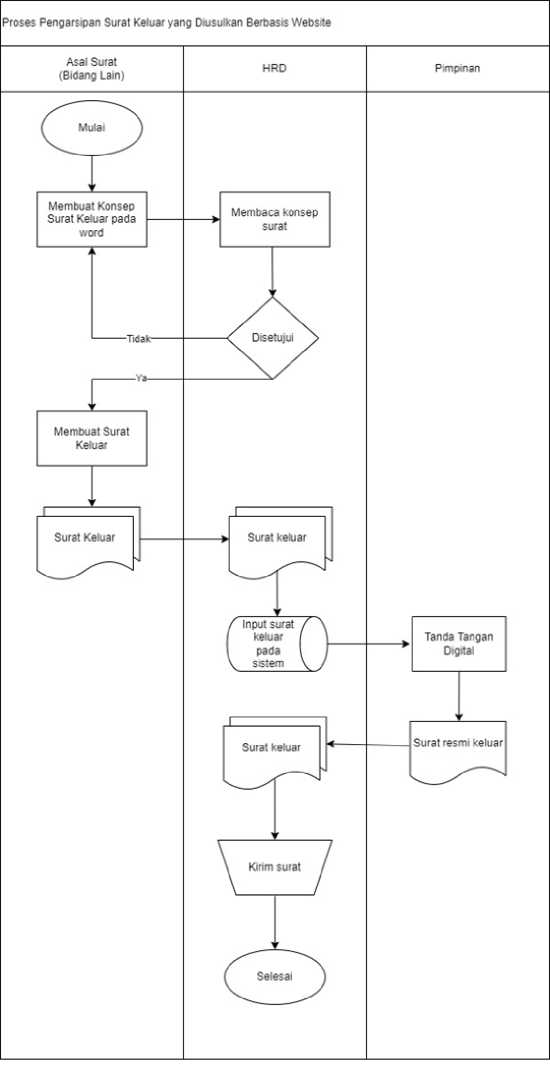 Proses Pengarsipan Surat Keluar yang Diusulkan Berbasis Website
Asal Surat
(Bidang Lain)
HRD
Pimpinan
Mulai
Membuat Konsep
Surat Keluar pada
word
Membaca konsep
surat
Disetujui
Tidak
Ya
Membuat Surat
Keluar
Surat Keluar
Surat keluar
Input surat
keluar
pada
sistem
Tanda Tangan
Digital
Surat resmi keluar
Surat keluar
Kirim surat
Selesai